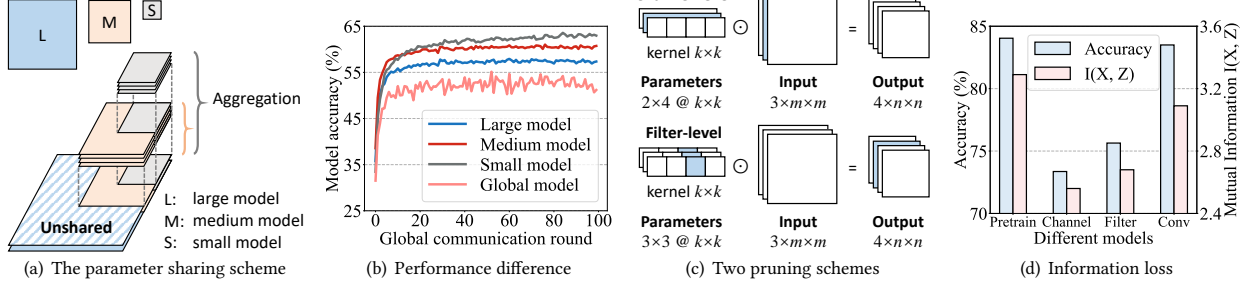 L
M
S
Aggregation
Unshared
L: large model
M: medium model
S: small model
(a) The parameter sharing scheme
Model accuracy (%)
65
55
45
35
25
Large model
Medium model
Small model
Global model
0 20 40 60 80 100
Global communication round
(b) Performance difference
kernel k×k
⊙
=
Parameters Input Output
2×4 @ k×k 3×m×m 4×n×n
Filter-level
⊙
=
kernel k×k
Parameters Input Output
3×3 @ k×k 3×m×m 4×n×n
(c) Two pruning schemes
Accuracy (%)
85
80
75
70
Accuracy
I(X, Z)
3.6
3.2
2.8
2.4
Mutual Information I(X, Z)
Pretrain Channel Filter Conv
Different models
(d) Information loss